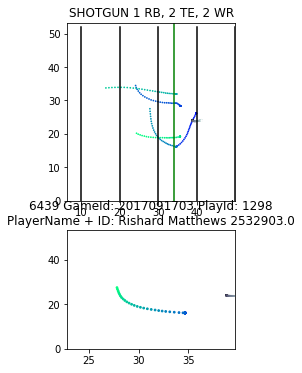 SHOTGUN 1 RB, 2 TE, 2 WR
50
40
30
20
10
0
10 20 30 40
6439 GameId: 2017091703, PlayId: 1298
PlayerName + ID: Rishard Matthews 2532903.0
40
20
0
25 30 35